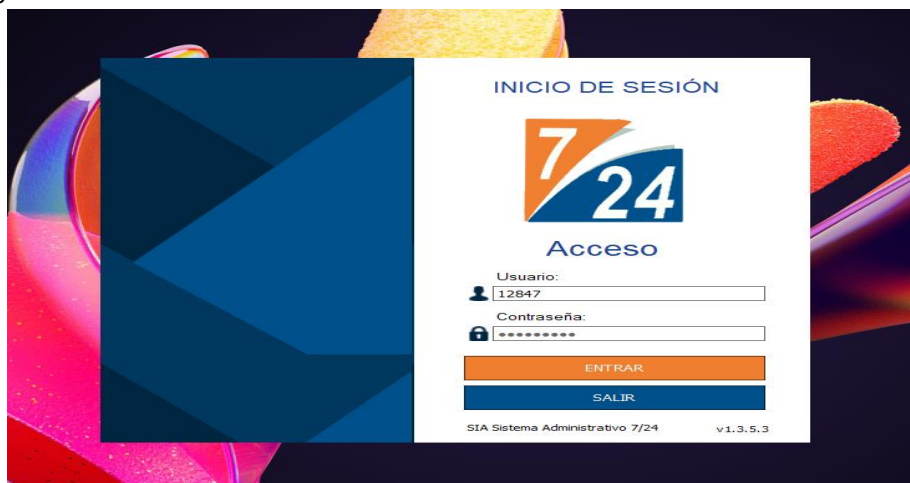 INICIO DE SESIÓN
7/24
Acceso
Usuario:
12847
Contraseña:
•••••••••
ENTRAR
SALIR
SIA Sistema Administrativo 7/24 v1.3.5.3